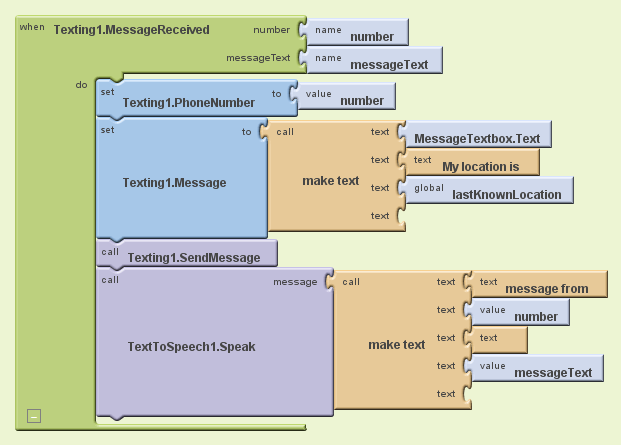 when Texting1.MessageReceived number name number
messageText name messageText
do
set Texting1.PhoneNumber to value number
set Texting1.Message to call make text text MessageTextbox.Text
text text My location is
text global lastKnownLocation
text
call Texting1.SendMessage
call TextToSpeech1.Speak message call make text text text message from
text value number
text text
text value messageText
text